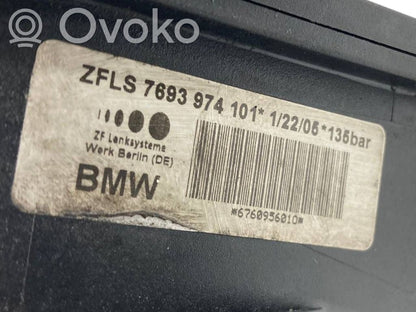 Ovoko
ZFLS 7693 974 101* 1/22/05*135bar
ZF Lenksysteme
Werk Berlin (DE)
BMW
*6760956010*